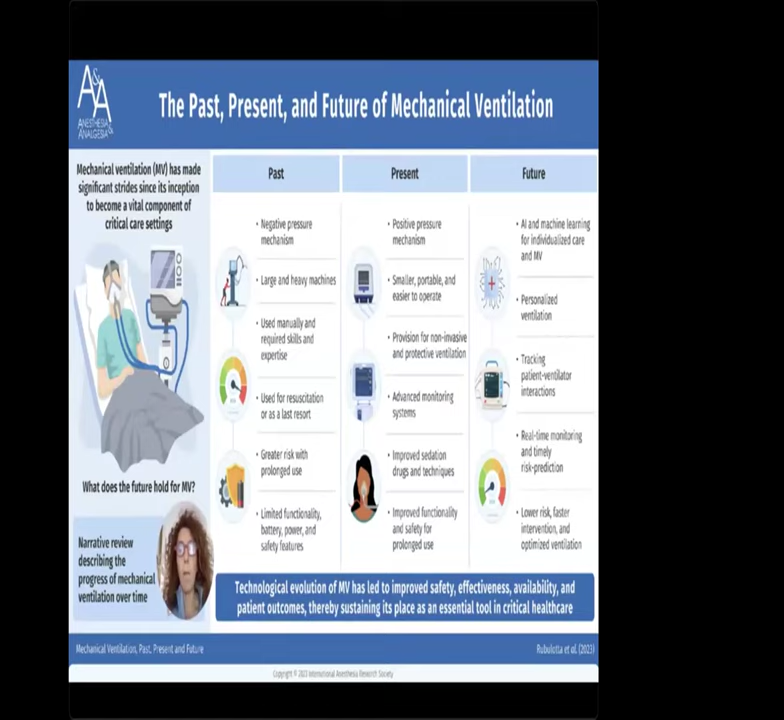 A&A
ANESTHESIA &
ANALGESIA
The Past, Present, and Future of Mechanical Ventilation
Mechanical ventilation (MV) has made
significant strides since its inception
to become a vital component of
critical care settings
What does the future hold for MV?
Narrative review
describing the
progress of mechanical
ventilation over time
Past
• Negative pressure
mechanism
• Large and heavy machines
• Used manually and
required skills and
expertise
• Used for resuscitation
or as a last resort
• Greater risk with
prolonged use
• Limited functionality,
battery, power, and
safety features
Present
• Positive pressure
mechanism
• Smaller, portable, and
easier to operate
• Provision for non-invasive
and protective ventilation
• Advanced monitoring
systems
• Improved sedation
drugs and techniques
• Improved functionality
and safety for
prolonged use
Future
• AI and machine learning
for individualized care
and MV
• Personalized
ventilation
• Tracking
patient-ventilator
interactions
• Real-time monitoring
and timely
risk-prediction
• Lower risk, faster
intervention, and
optimized ventilation
Technological evolution of MV has led to improved safety, effectiveness, availability, and
patient outcomes, thereby sustaining its place as an essential tool in critical healthcare
Mechanical Ventilation, Past, Present and Future
Rubulotta et al. (2023)
Copyright © 2023 International Anesthesia Research Society